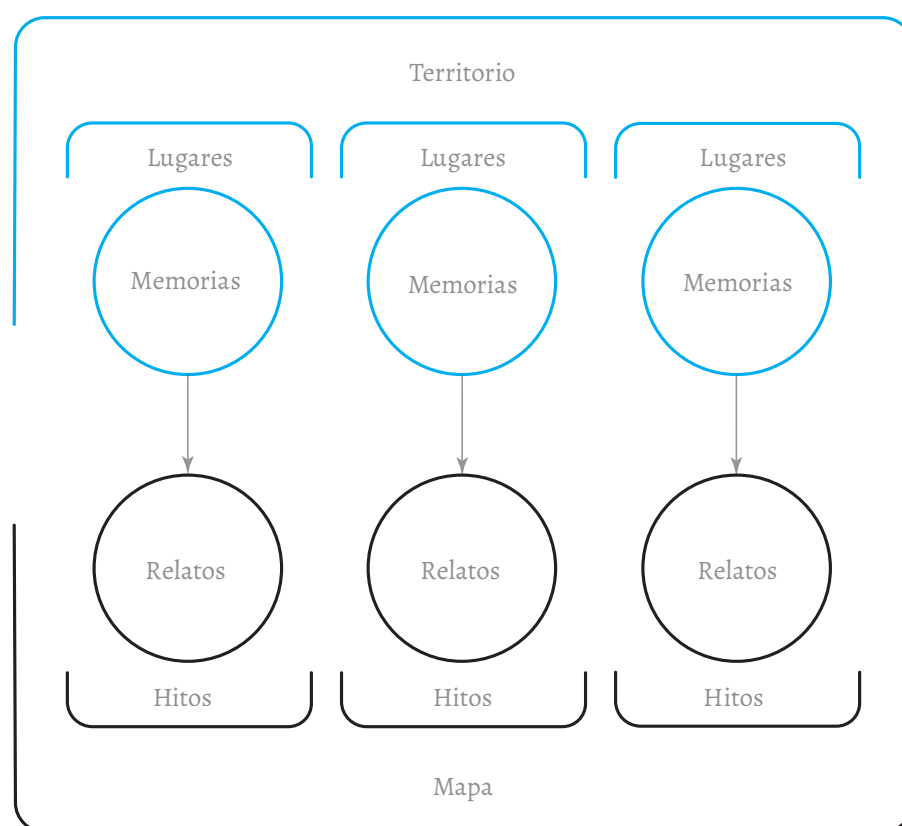 Territorio
Lugares Lugares Lugares
Memorias Memorias Memorias
Relatos Relatos Relatos
Hitos Hitos Hitos
Mapa